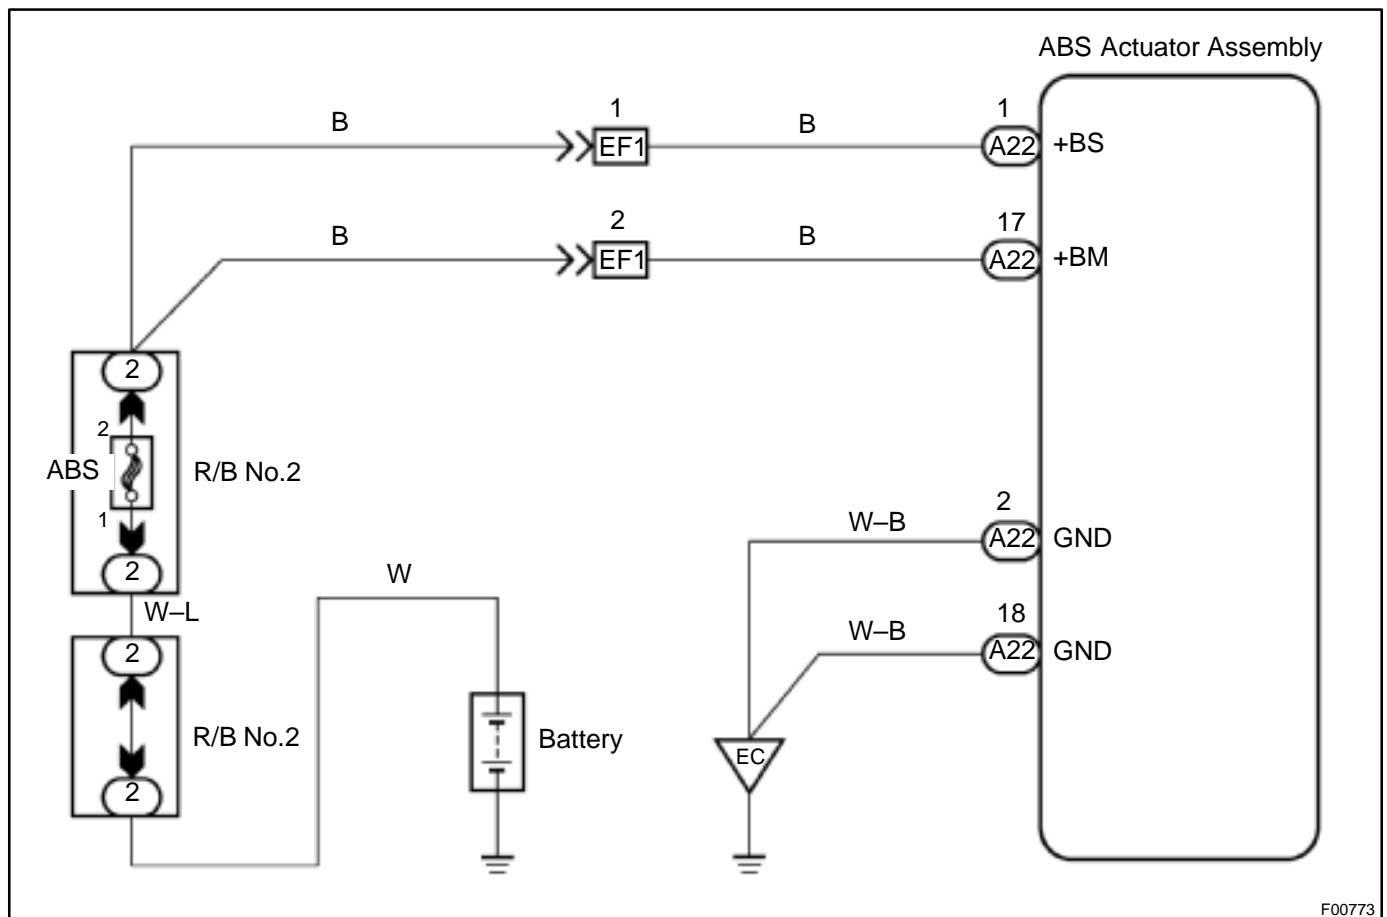 ABS Actuator Assembly
1
1
B
B
EF1
A22
+BS
2
17
B
B
EF1
A22
+BM
2
2
ABS
R/B No.2
1
2
2
W–B
A22
GND
W
W–L
18
2
W–B
A22
GND
R/B No.2
Battery
EC
2
F00773